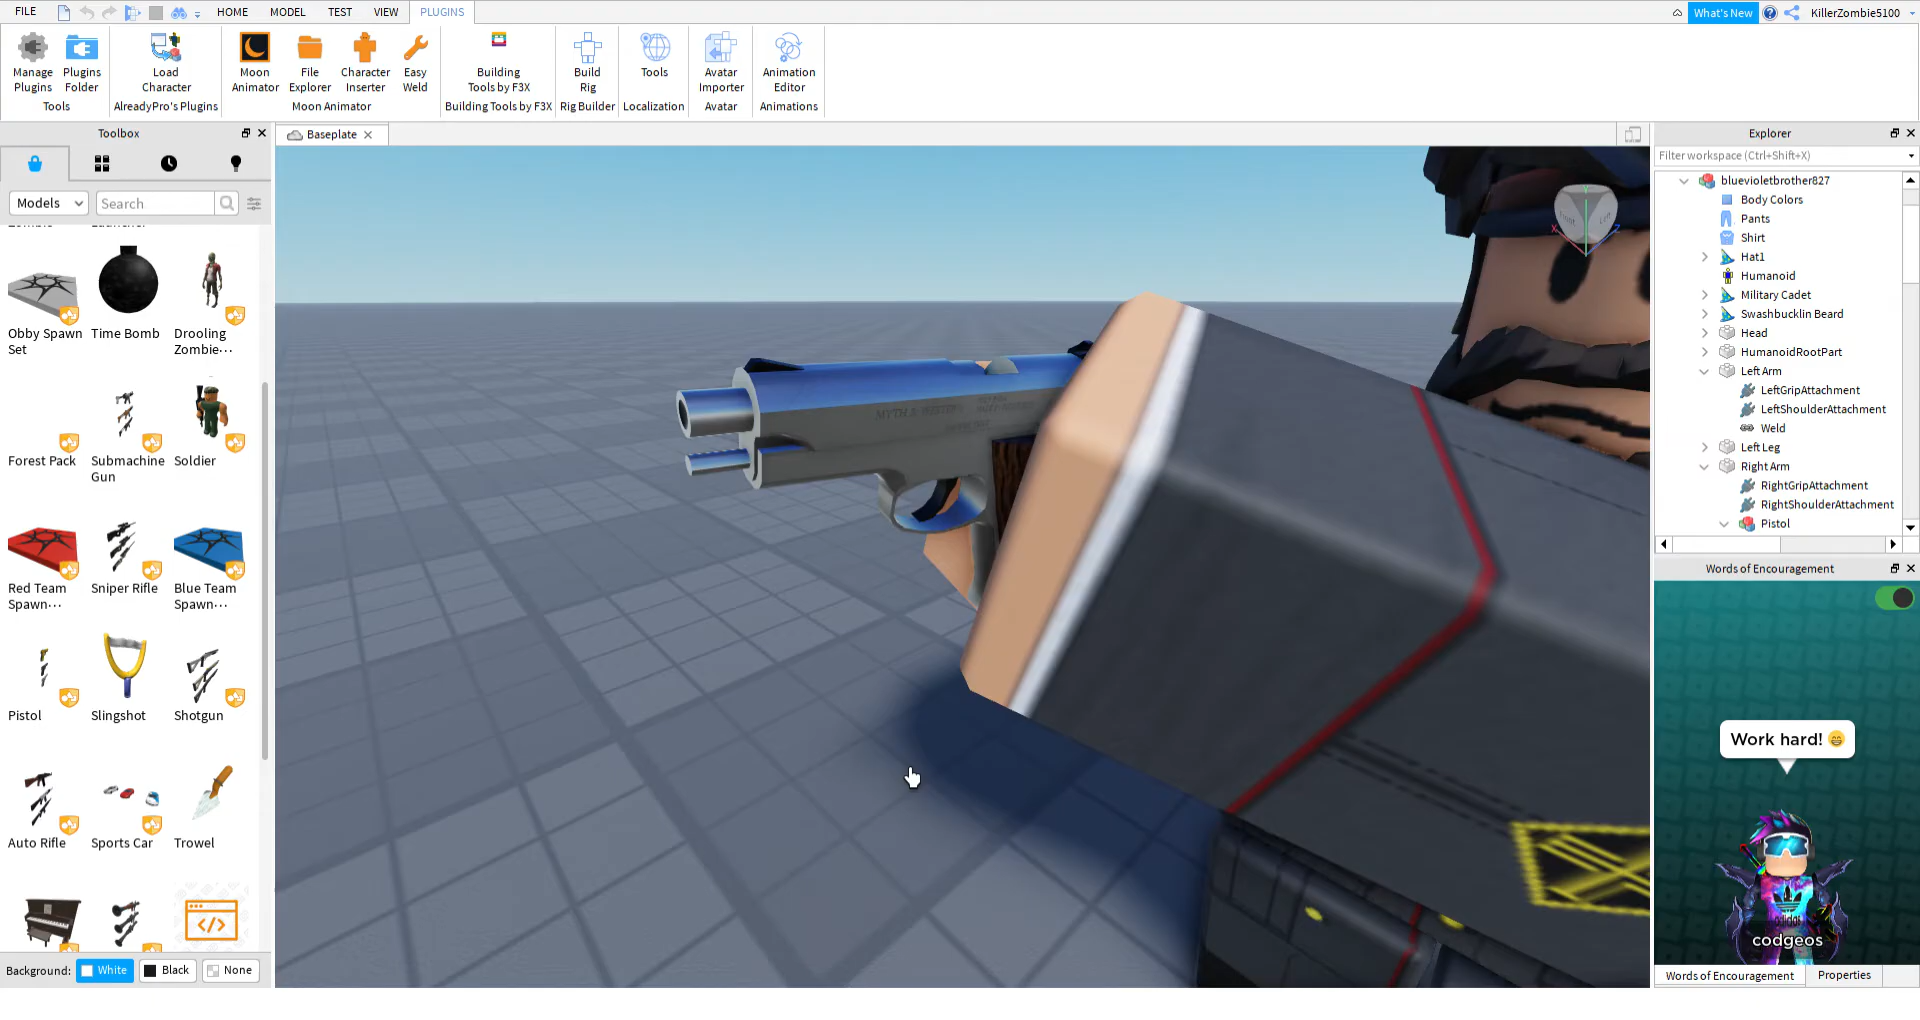 FILE
HOME
MODEL
TEST
VIEW
PLUGINS
What's New
KillerZombie5100
Manage Plugins
Plugins Folder
Load Character
Moon Animator
File Explorer
Character Inserter
Easy Weld
Building Tools by F3X
Build Rig
Tools
Avatar Importer
Animation Editor
Tools
AlreadyPro's Plugins
Moon Animator
Building Tools by F3X
Rig Builder
Localization
Avatar
Animations
Toolbox
Baseplate
Explorer
Filter workspace (Ctrl+Shift+X)
Models
Search
Obby Spawn Set
Time Bomb
Drooling Zombie...
Forest Pack
Submachine Gun
Soldier
Red Team Spawn...
Sniper Rifle
Blue Team Spawn...
Pistol
Slingshot
Shotgun
Auto Rifle
Sports Car
Trowel
Background:
White
Black
None
bluevioletbrother827
Body Colors
Pants
Shirt
Hat1
Humanoid
Military Cadet
Swashbucklin Beard
Head
HumanoidRootPart
Left Arm
LeftGripAttachment
LeftShoulderAttachment
Weld
Left Leg
Right Arm
RightGripAttachment
RightShoulderAttachment
Pistol
Words of Encouragement
Work hard! 😄
codgeos
Words of Encouragement
Properties